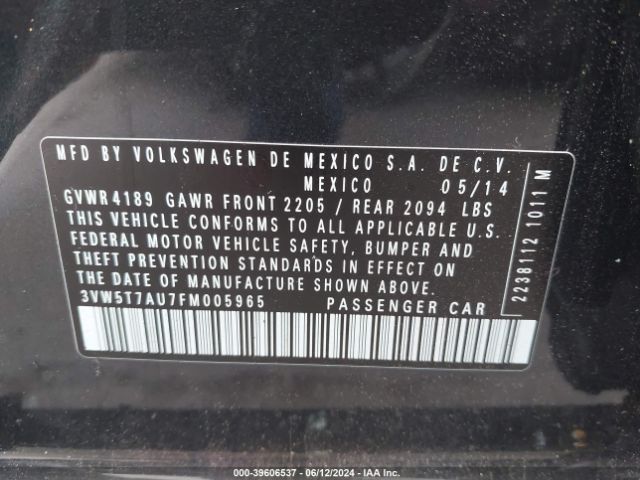 MFD BY VOLKSWAGEN DE MEXICO S.A. DE C.V.
MEXICO 05/14
GVWR 4189 GAWR FRONT 2205 / REAR 2094 LBS
THIS VEHICLE CONFORMS TO ALL APPLICABLE U.S.
FEDERAL MOTOR VEHICLE SAFETY, BUMPER AND
THEFT PREVENTION STANDARDS IN EFFECT ON
THE DATE OF MANUFACTURE SHOWN ABOVE.
3VW5T7AU7FM005965 PASSENGER CAR
2238112 1011 M
000-39606537 - 06/12/2024 - IAA Inc.